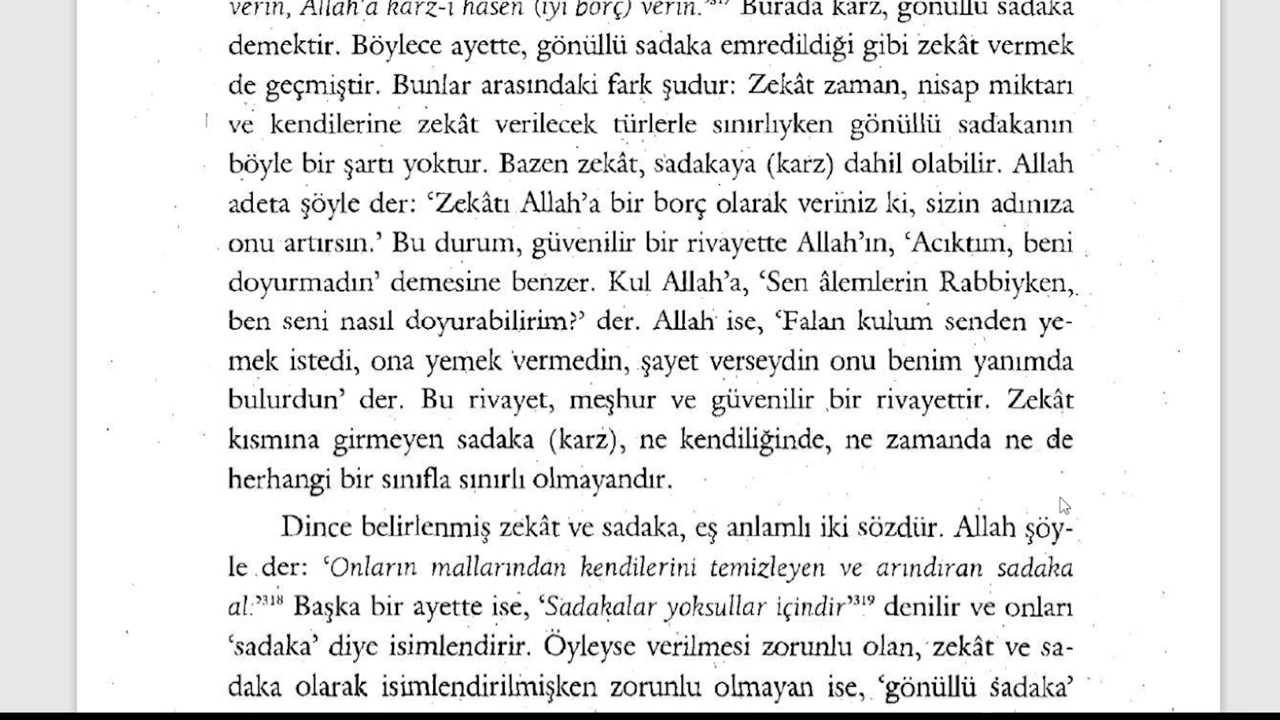 verin, Allah'a karz-ı hasen (iyi borç) verin.'³¹⁷ Burada karz, gönüllü sadaka
demektir. Böylece ayette, gönüllü sadaka emredildiği gibi zekât vermek
de geçmiştir. Bunlar arasındaki fark şudur: Zekât zaman, nisap miktarı
ve kendilerine zekât verilecek türlerle sınırlıyken gönüllü sadakanın
böyle bir şartı yoktur. Bazen zekât, sadakaya (karz) dahil olabilir. Allah
adeta şöyle der: ‘Zekâtı Allah’a bir borç olarak veriniz ki, sizin adınıza
onu artırsın.’ Bu durum, güvenilir bir rivayette Allah’ın, ‘Acıktım, beni
doyurmadın’ demesine benzer. Kul Allah’a, ‘Sen âlemlerin Rabbiyken,
ben seni nasıl doyurabilirim?’ der. Allah ise, ‘Falan kulum senden ye-
mek istedi, ona yemek vermedin, şayet verseydin onu benim yanımda
bulurdun’ der. Bu rivayet, meşhur ve güvenilir bir rivayettir. Zekât
kısmına girmeyen sadaka (karz), ne kendiliğinde, ne zamanda ne de
herhangi bir sınıfla sınırlı olmayandır.
Dince belirlenmiş zekât ve sadaka, eş anlamlı iki sözdür. Allah şöy-
le der: ‘Onların mallarından kendilerini temizleyen ve arındıran sadaka
al.’³¹⁸ Başka bir ayette ise, ‘Sadakalar yoksullar içindir’³¹⁹ denilir ve onları
‘sadaka’ diye isimlendirir. Öyleyse verilmesi zorunlu olan, zekât ve sa-
daka olarak isimlendirilmişken zorunlu olmayan ise, ‘gönüllü sadaka’